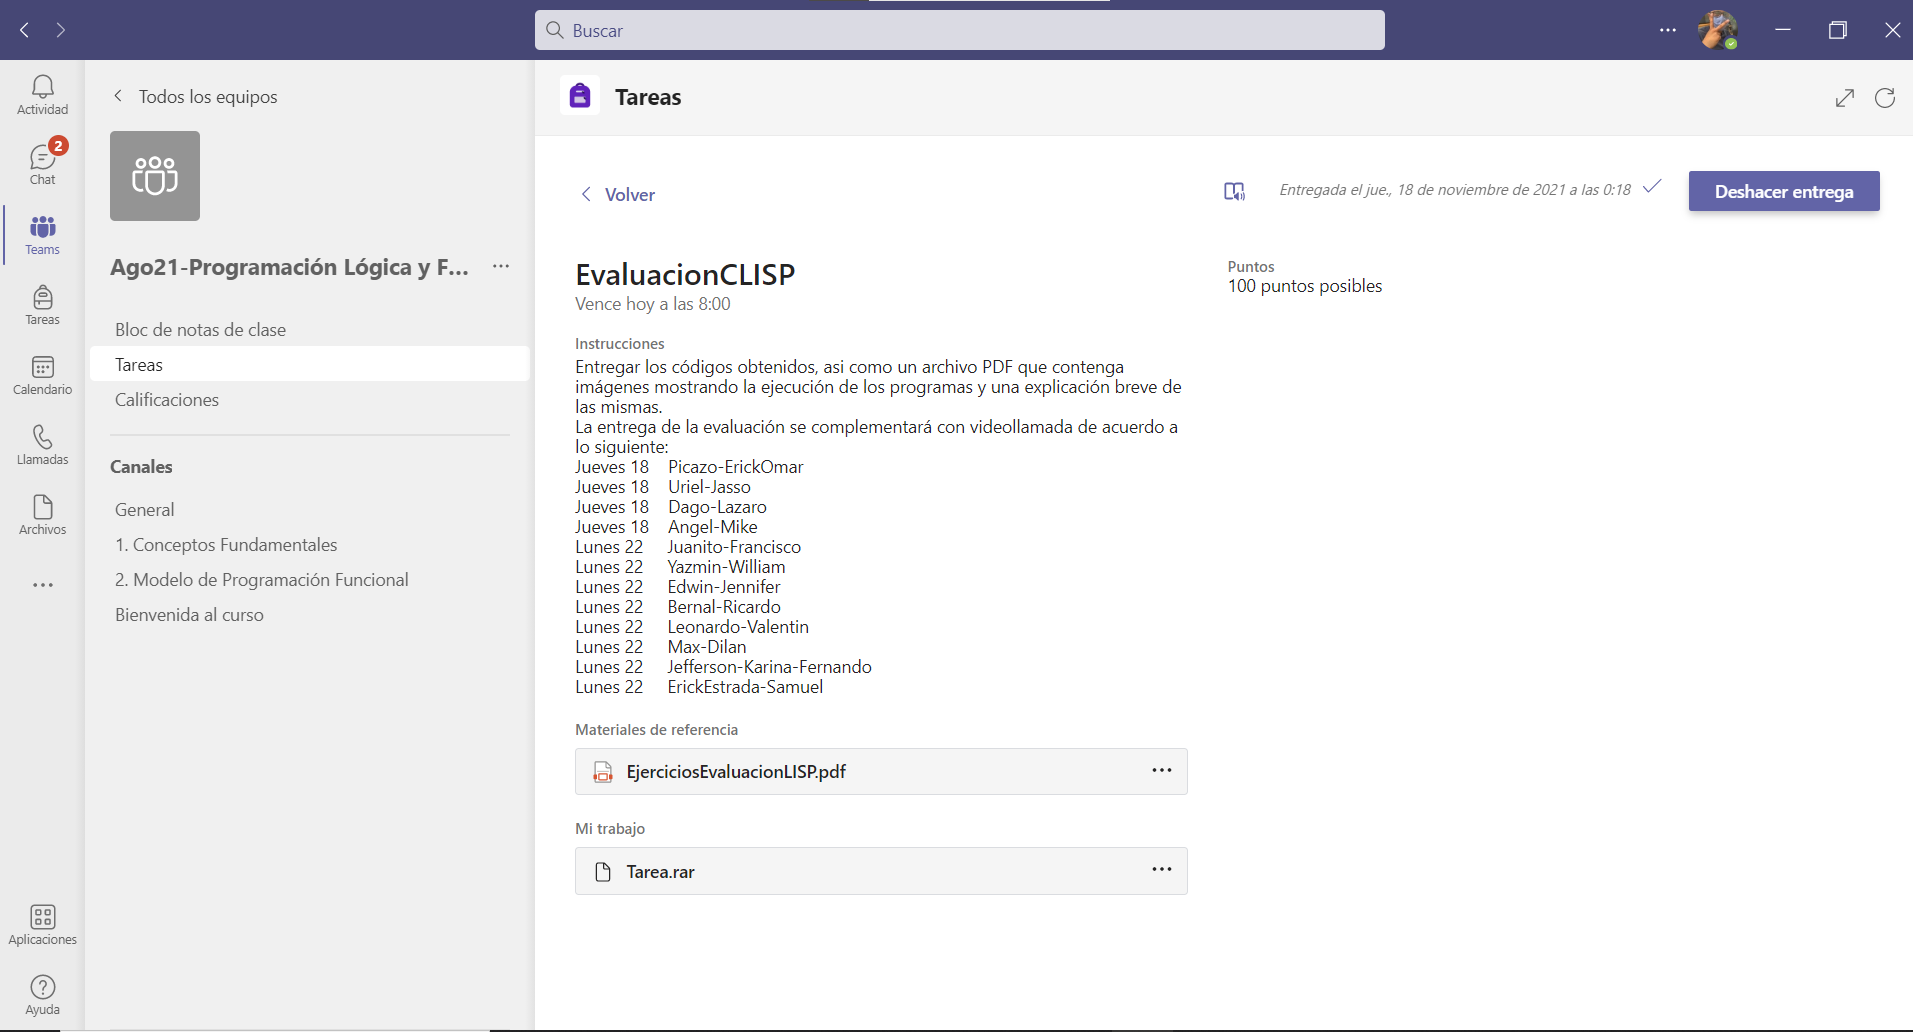 Buscar
Actividad
2
Chat
Teams
Tareas
Calendario
Llamadas
Archivos
Aplicaciones
Ayuda
Todos los equipos
Ago21-Programación Lógica y F...
Bloc de notas de clase
Tareas
Calificaciones
Canales
General
1. Conceptos Fundamentales
2. Modelo de Programación Funcional
Bienvenida al curso
Tareas
Volver
Entregada el jue., 18 de noviembre de 2021 a las 0:18
Deshacer entrega
EvaluacionCLISP
Vence hoy a las 8:00
Puntos
100 puntos posibles
Instrucciones
Entregar los códigos obtenidos, asi como un archivo PDF que contenga
imágenes mostrando la ejecución de los programas y una explicación breve de
las mismas.
La entrega de la evaluación se complementará con videollamada de acuerdo a
lo siguiente:
Jueves 18 Picazo-ErickOmar
Jueves 18 Uriel-Jasso
Jueves 18 Dago-Lazaro
Jueves 18 Angel-Mike
Lunes 22 Juanito-Francisco
Lunes 22 Yazmin-William
Lunes 22 Edwin-Jennifer
Lunes 22 Bernal-Ricardo
Lunes 22 Leonardo-Valentin
Lunes 22 Max-Dilan
Lunes 22 Jefferson-Karina-Fernando
Lunes 22 ErickEstrada-Samuel
Materiales de referencia
EjerciciosEvaluacionLISP.pdf
Mi trabajo
Tarea.rar